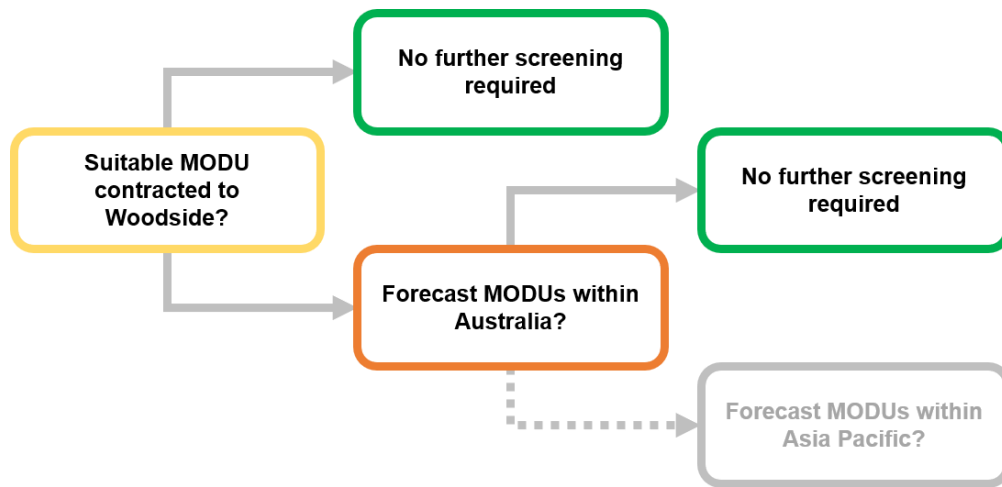 No further screening
required
Suitable MODU
contracted to
Woodside?
No further screening
required
Forecast MODUs within
Australia?
Forecast MODUs within
Asia Pacific?